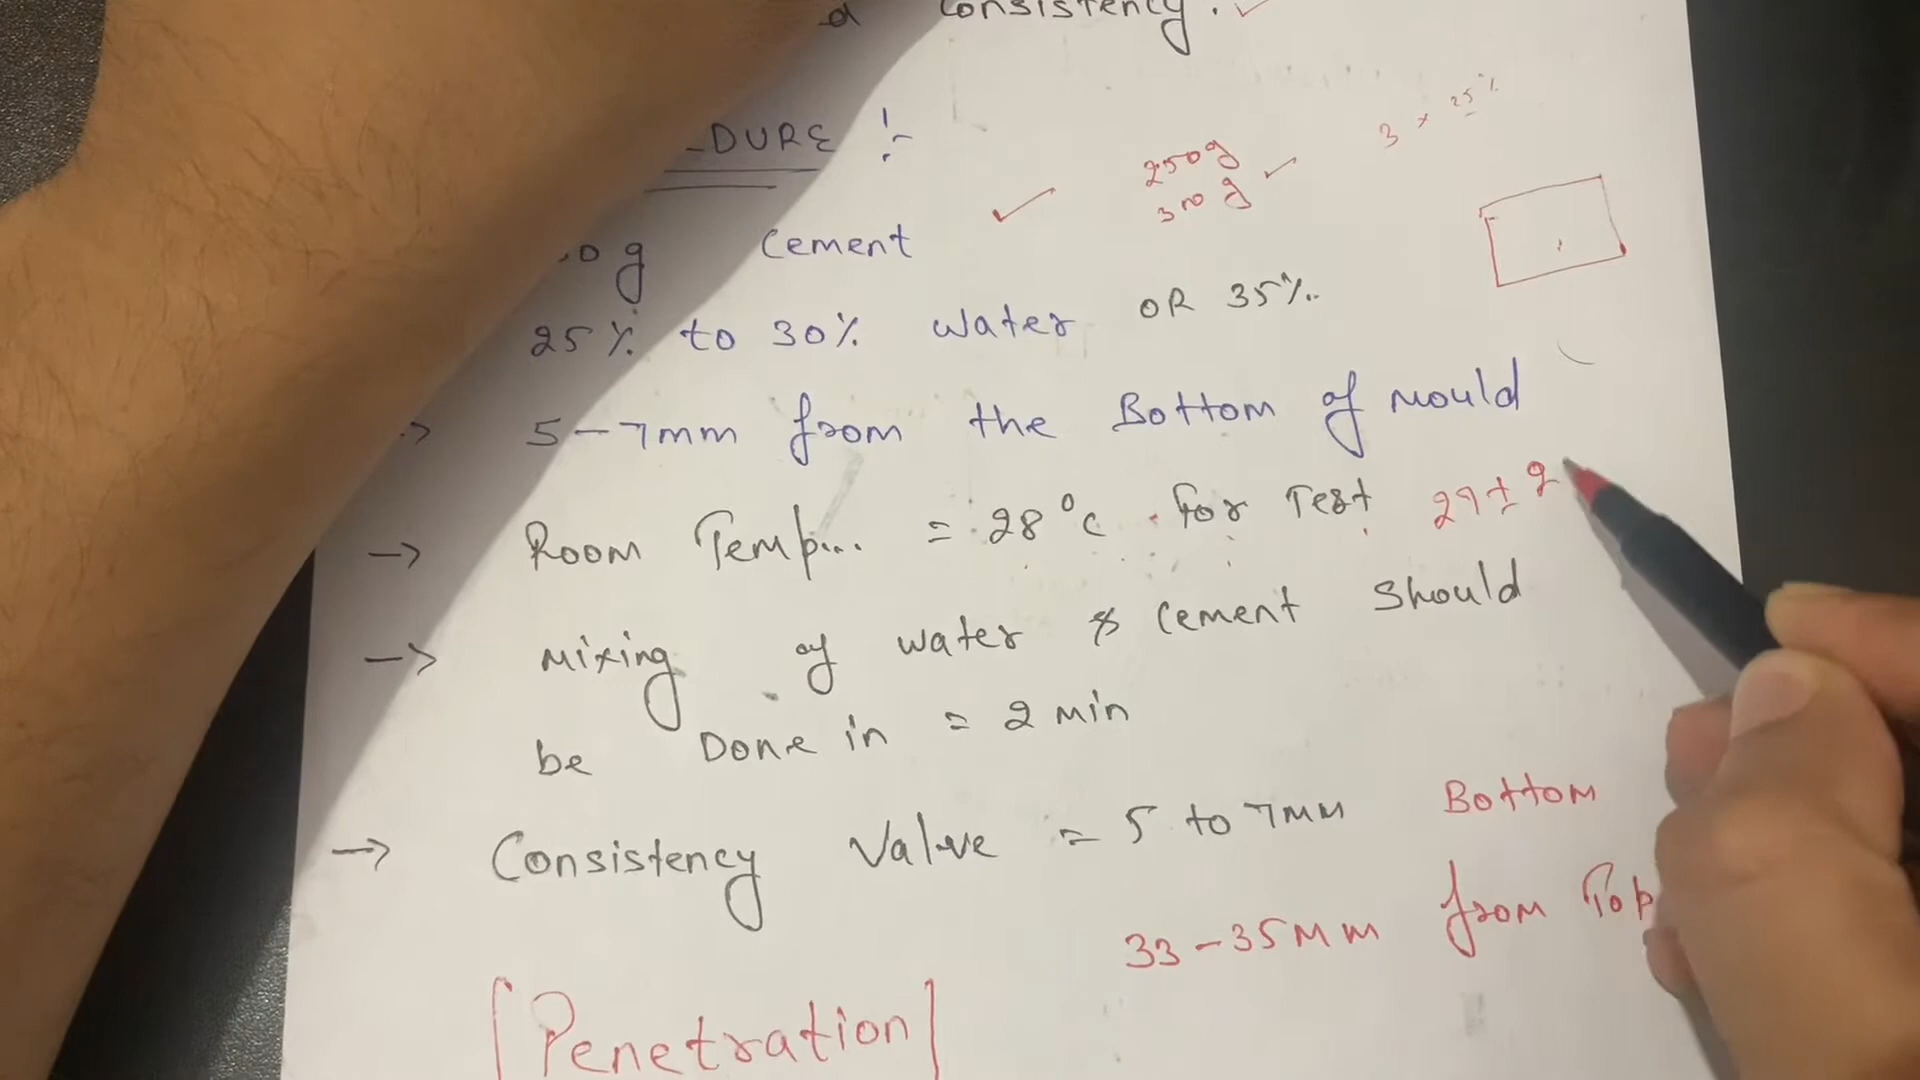 Consistency.
3 × 25%
DURE :-
250g
300g
0g Cement
25% to 30% water OR 35%.
-> 5-7mm from the Bottom of mould
-> Room Temp... = 28°c for Test 27± 2
-> Mixing of water & cement should
be Done in = 2 min
-> Consistency Value = 5 to 7mm Bottom
33-35MM from Top
[Penetration]